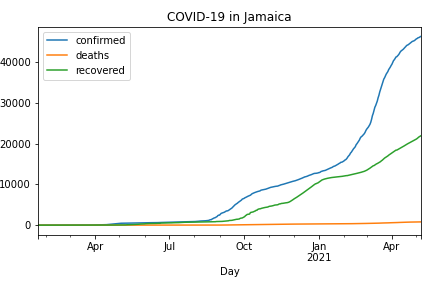 COVID-19 in Jamaica
confirmed
deaths
recovered
40000
30000
20000
10000
0
Apr Jul Oct Jan Apr
2021
Day